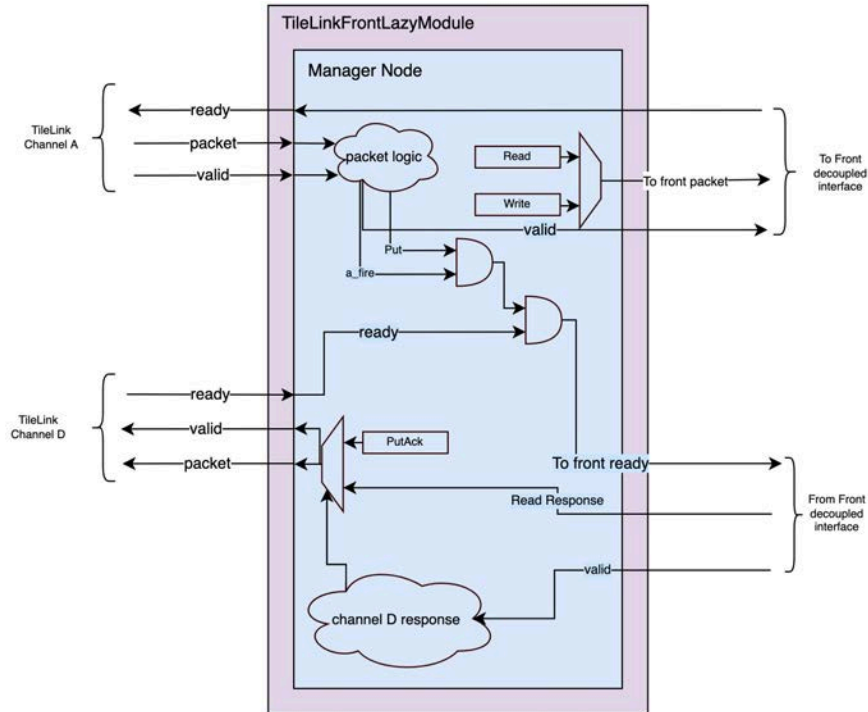 TileLinkFrontLazyModule
Manager Node
ready
TileLink
Channel A
packet
valid
packet logic
Read
Write
To front packet
To Front
decoupled
interface
valid
Put
a_fire
ready
TileLink
Channel D
ready
valid
packet
PutAck
To front ready
Read Response
From Front
decoupled
interface
valid
channel D response